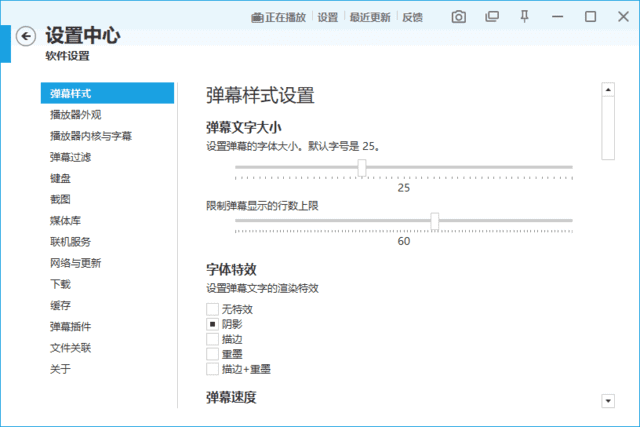 正在播放 设置 最近更新 反馈
设置中心
软件设置
弹幕样式
播放器外观
播放器内核与字幕
弹幕过滤
键盘
截图
媒体库
联机服务
网络与更新
下载
缓存
弹幕插件
文件关联
关于
弹幕样式设置
弹幕文字大小
设置弹幕的字体大小。默认字号是 25。
25
限制弹幕显示的行数上限
60
字体特效
设置弹幕文字的渲染特效
无特效
阴影
描边
重墨
描边+重墨
弹幕速度